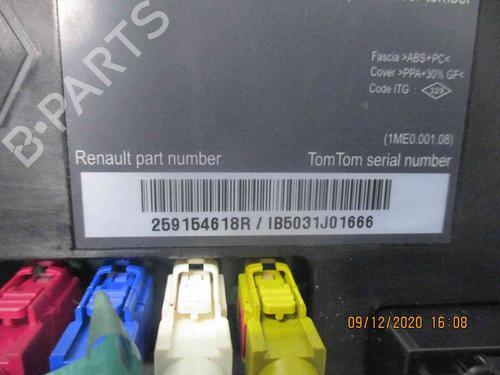 Fascia >ABS+PC<
Cover >PPA+30% GF<
Code ITG 329
(1ME0.001.08)
Renault part number TomTom serial number
259154618R / IB5031J01666
B-PARTS
09/12/2020 16:08